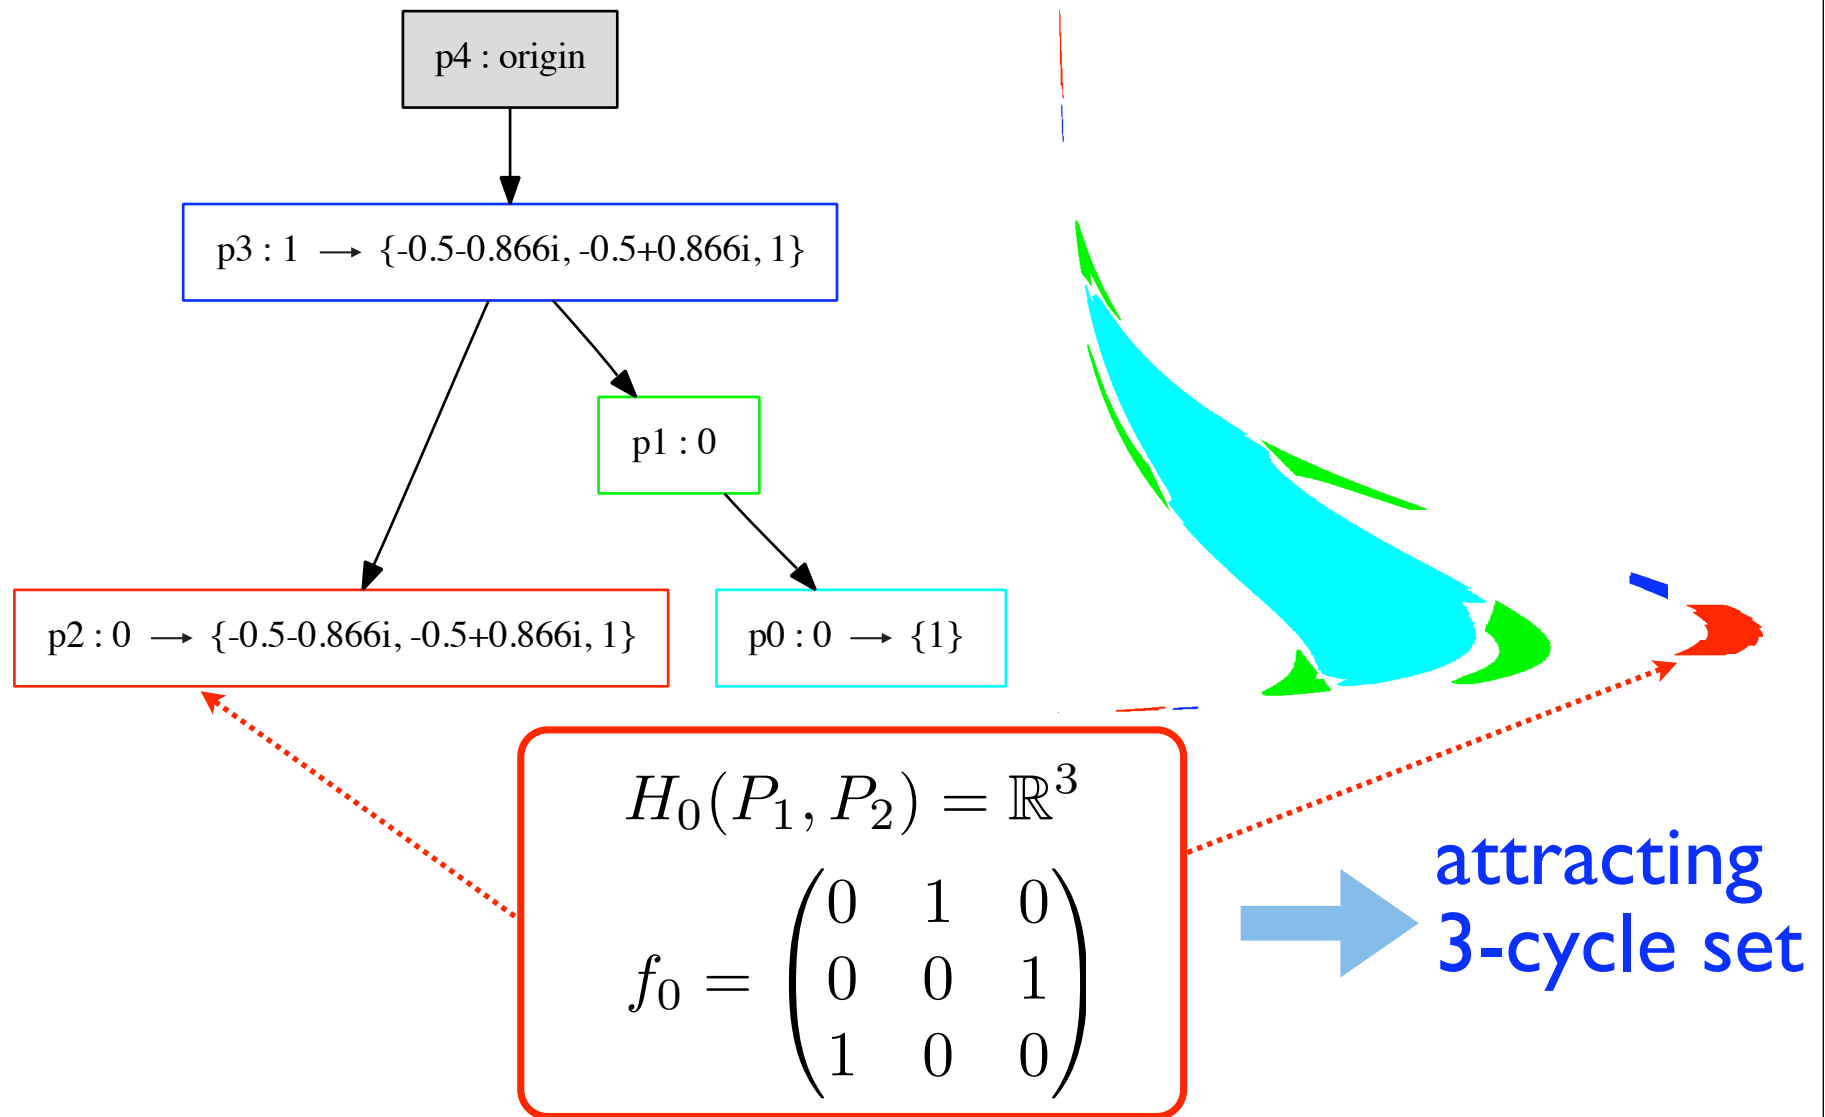 p4 : origin
p3 : 1 → {-0.5-0.866i, -0.5+0.866i, 1}
p1 : 0
p2 : 0 → {-0.5-0.866i, -0.5+0.866i, 1}
p0 : 0 → {1}
H₀(P₁, P₂) = ℝ³
f₀ = (0 1 0
0 0 1
1 0 0)
attracting
3-cycle set